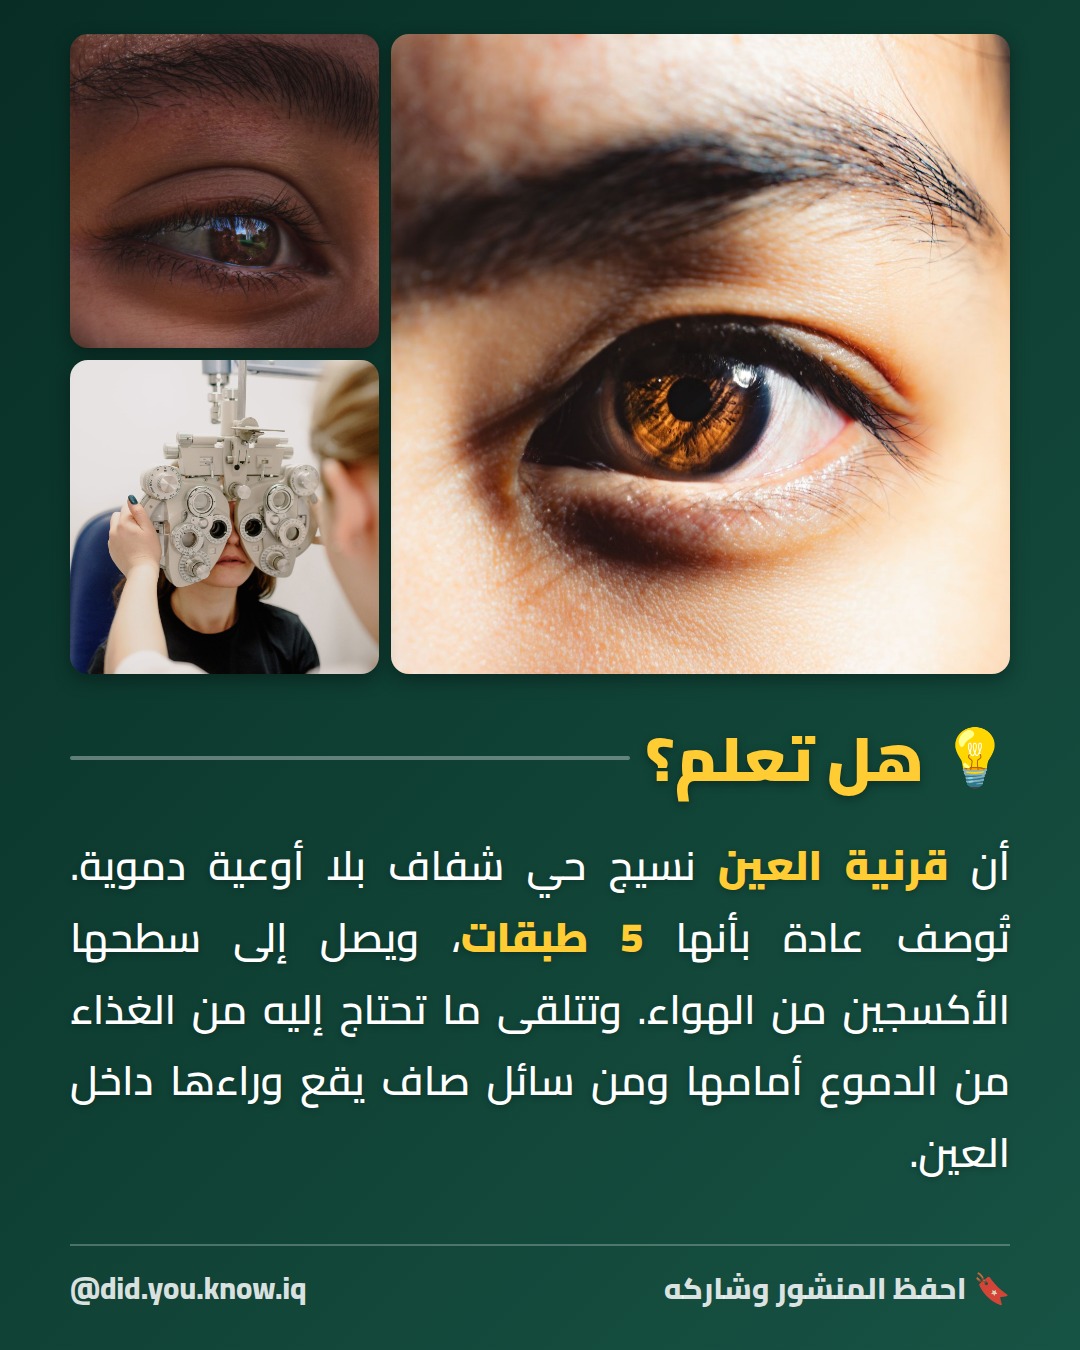 هل تعلم؟
أن قرنية العين نسيج حي شفاف بلا أوعية دموية.
تُوصف عادة بأنها 5 طبقات، ويصل إلى سطحها
الأكسجين من الهواء. وتتلقى ما تحتاج إليه من الغذاء
من الدموع أمامها ومن سائل صاف يقع وراءها داخل
العين.
احفظ المنشور وشاركه
@did.you.know.iq